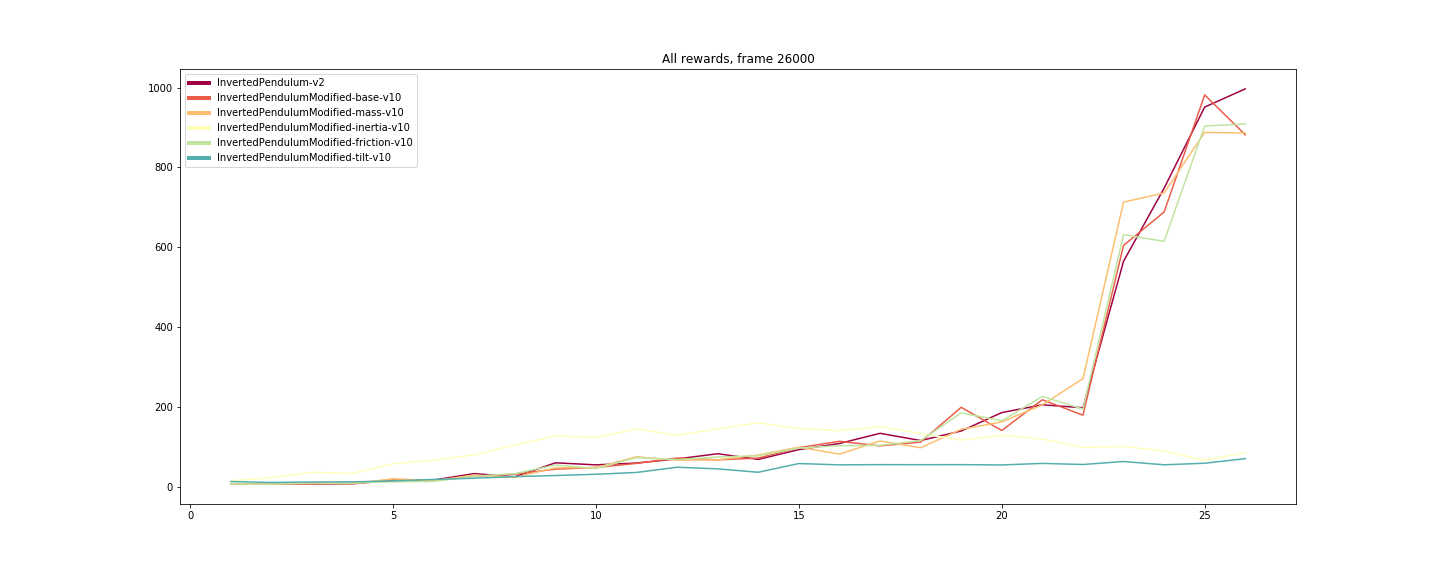 All rewards, frame 26000
InvertedPendulum-v2
InvertedPendulumModified-base-v10
InvertedPendulumModified-mass-v10
InvertedPendulumModified-inertia-v10
InvertedPendulumModified-friction-v10
InvertedPendulumModified-tilt-v10
1000
800
600
400
200
0
0 5 10 15 20 25